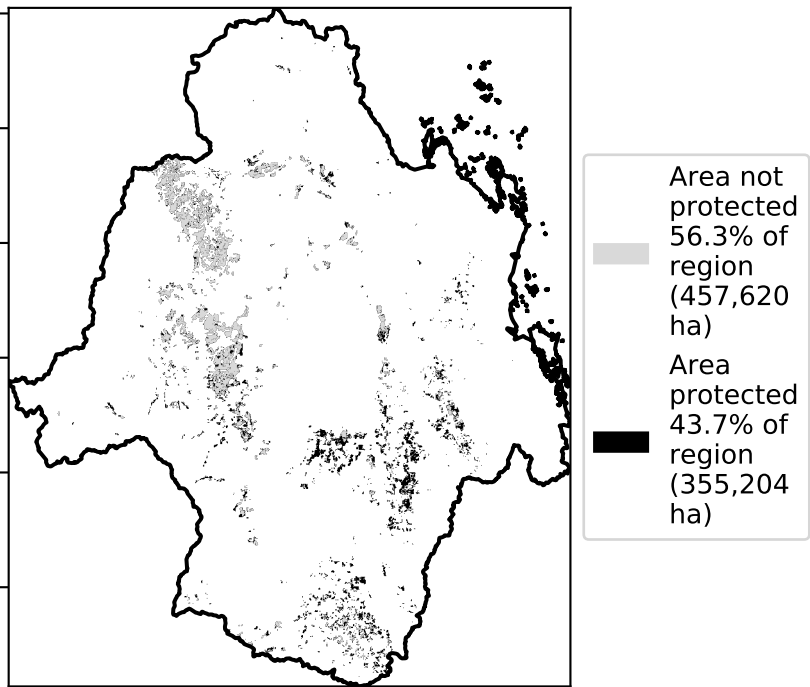 Area not
protected
56.3% of
region
(457,620
ha)
Area
protected
43.7% of
region
(355,204
ha)